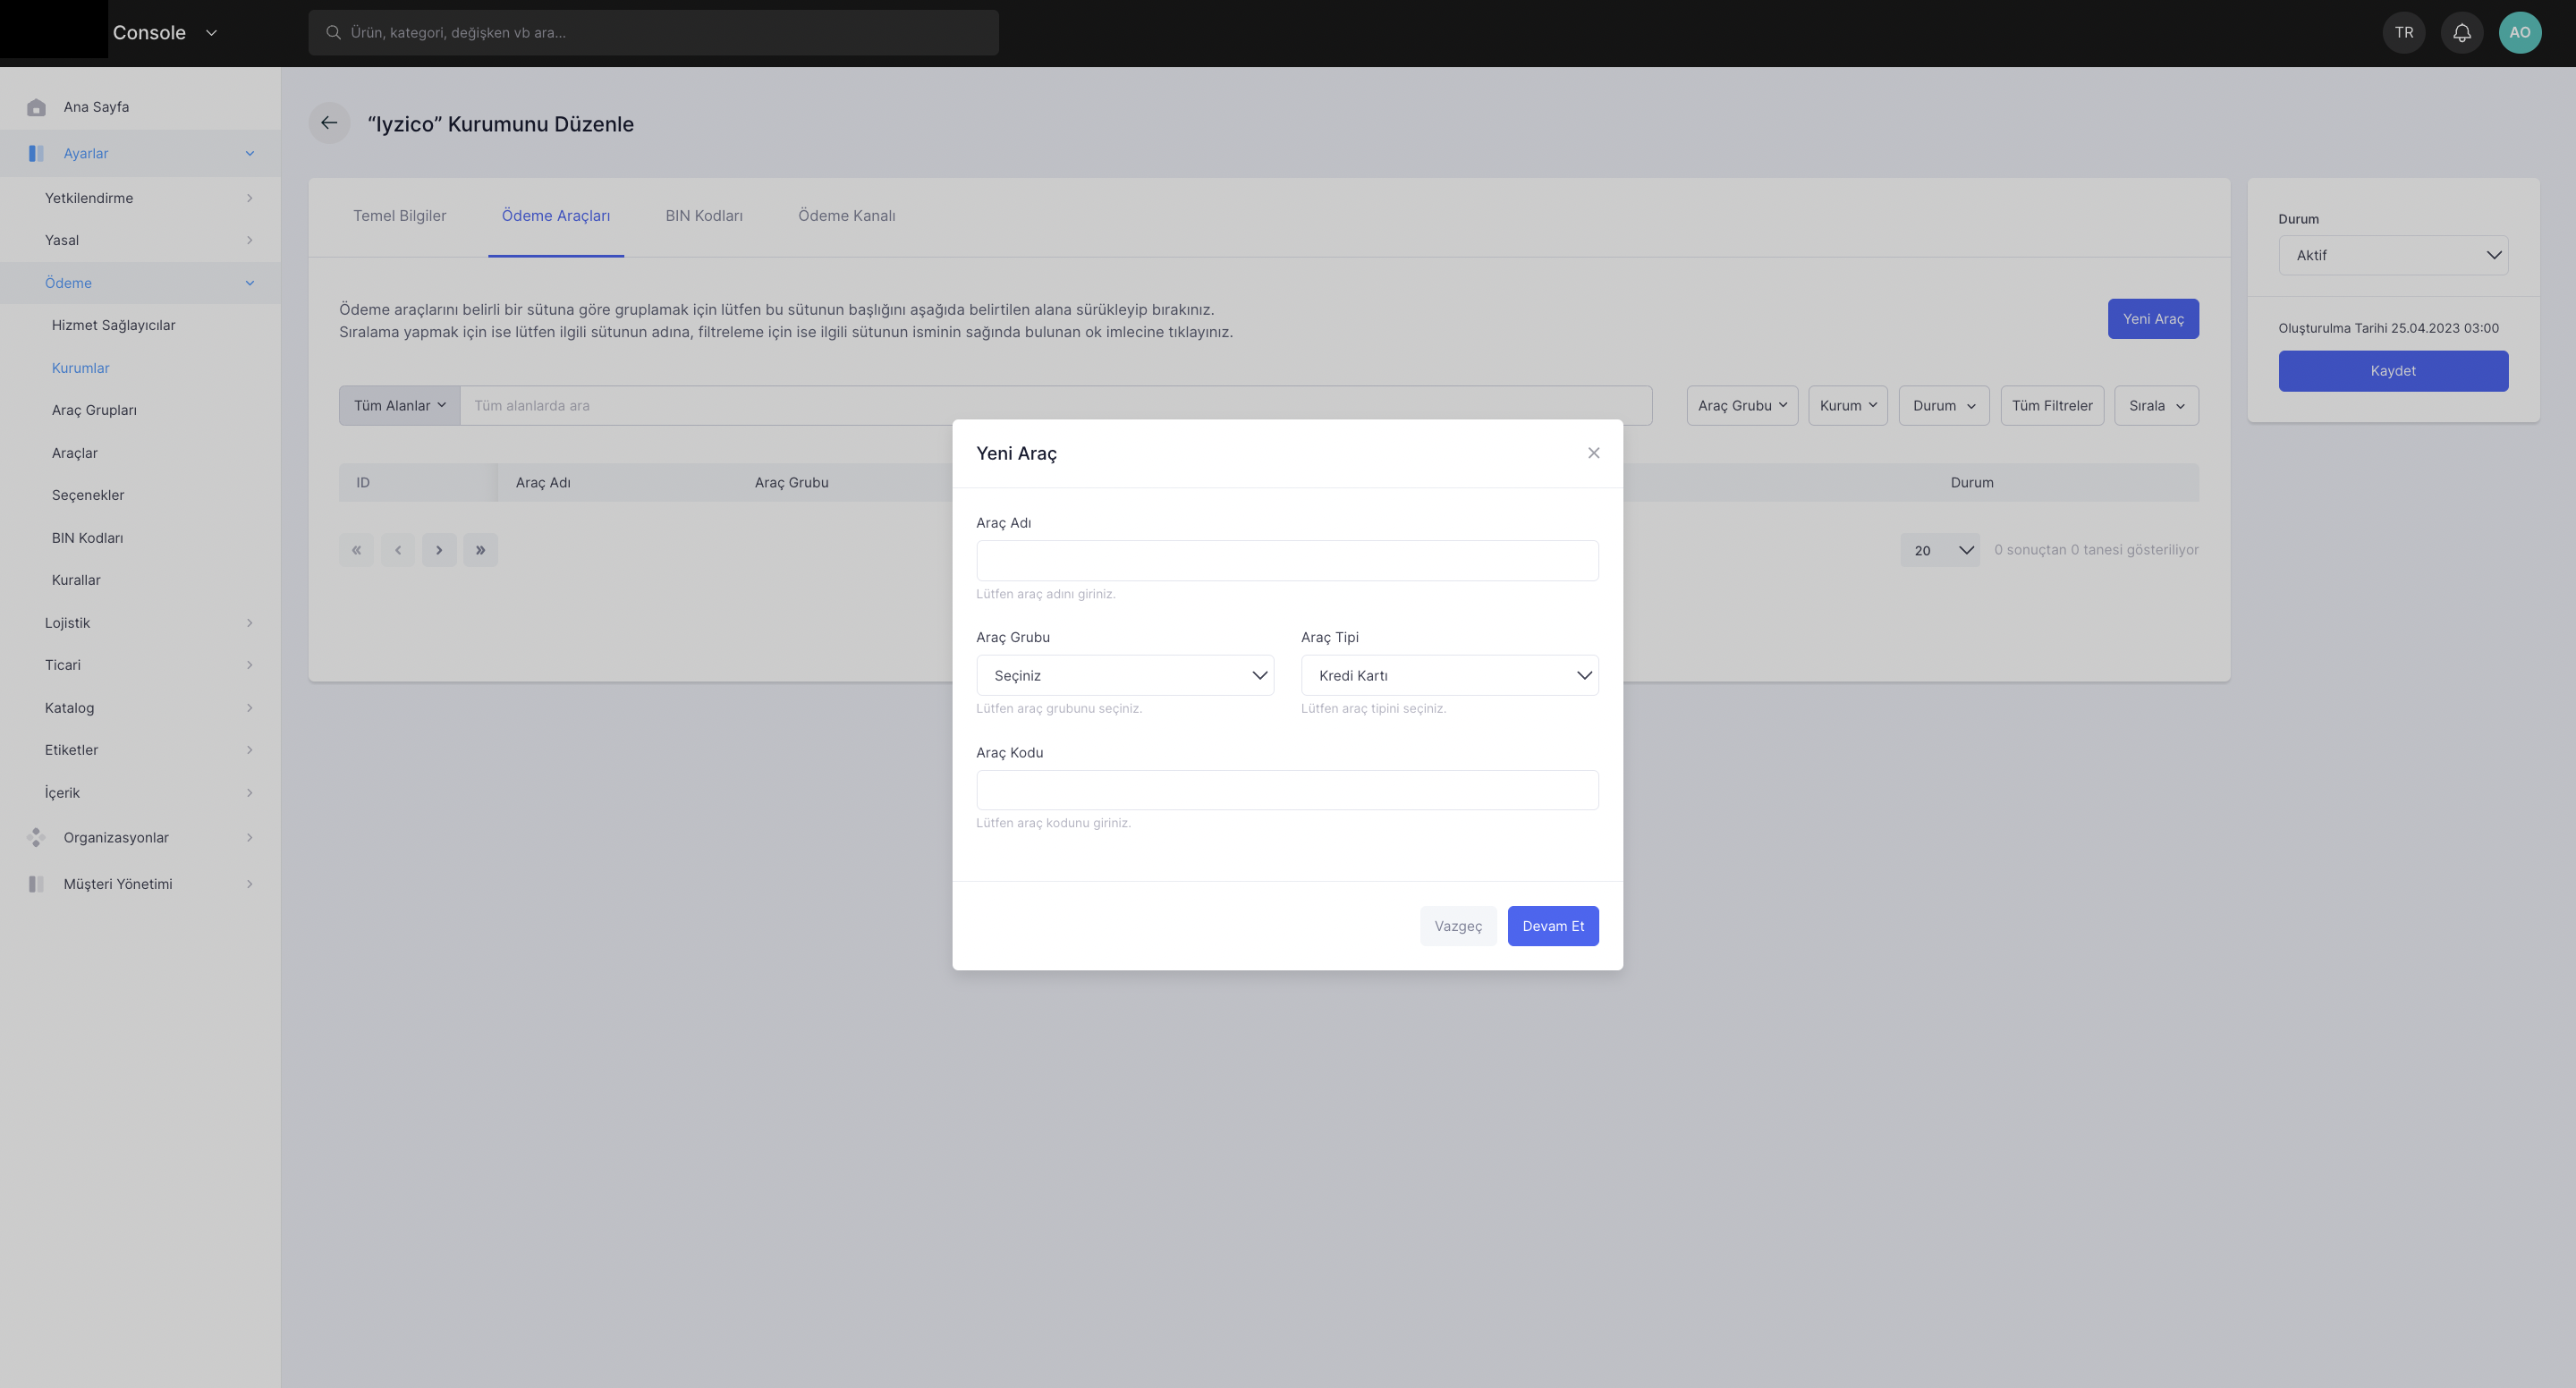 Console
Ürün, kategori, değişken vb ara...
TR
AO
Ana Sayfa
Ayarlar
Yetkilendirme
Yasal
Ödeme
Hizmet Sağlayıcılar
Kurumlar
Araç Grupları
Araçlar
Seçenekler
BIN Kodları
Kurallar
Lojistik
Ticari
Katalog
Etiketler
İçerik
Organizasyonlar
Müşteri Yönetimi
“Iyzico” Kurumunu Düzenle
Temel Bilgiler
Ödeme Araçları
BIN Kodları
Ödeme Kanalı
Ödeme araçlarını belirli bir sütuna göre gruplamak için lütfen bu sütunun başlığını aşağıda belirtilen alana sürükleyip bırakınız.
Sıralama yapmak için ise lütfen ilgili sütunun adına, filtreleme için ise ilgili sütunun isminin sağında bulunan ok imlecine tıklayınız.
Yeni Araç
Tüm Alanlar
Tüm alanlarda ara
Araç Grubu
Kurum
Durum
Tüm Filtreler
Sırala
ID
Araç Adı
Araç Grubu
Durum
20
0 sonuçtan 0 tanesi gösteriliyor
Durum
Aktif
Oluşturulma Tarihi 25.04.2023 03:00
Kaydet
Yeni Araç
Araç Adı
Lütfen araç adını giriniz.
Araç Grubu
Seçiniz
Lütfen araç grubunu seçiniz.
Araç Tipi
Kredi Kartı
Lütfen araç tipini seçiniz.
Araç Kodu
Lütfen araç kodunu giriniz.
Vazgeç
Devam Et